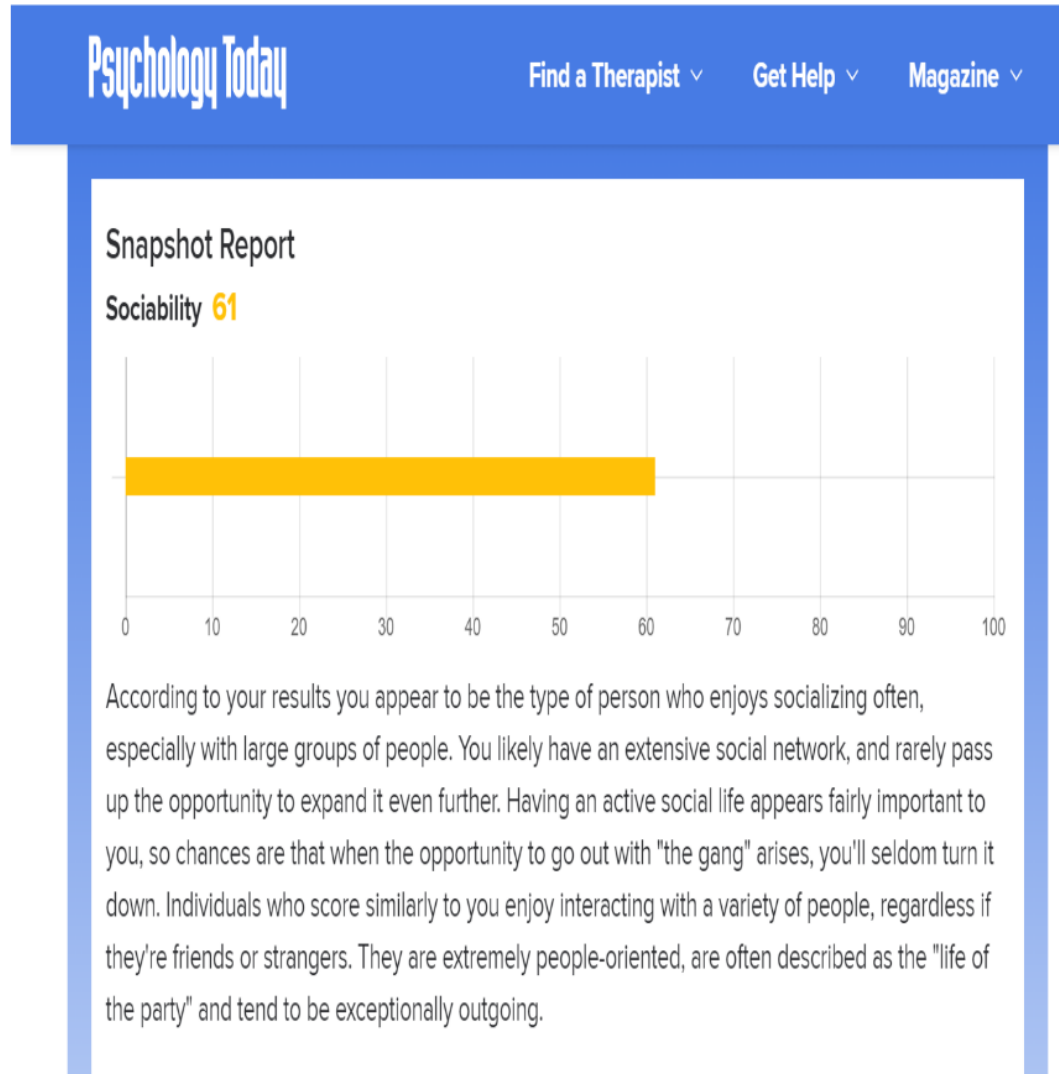 Psychology Today
Find a Therapist Get Help Magazine
Snapshot Report
Sociability 61
0 10 20 30 40 50 60 70 80 90 100
According to your results you appear to be the type of person who enjoys socializing often,
especially with large groups of people. You likely have an extensive social network, and rarely pass
up the opportunity to expand it even further. Having an active social life appears fairly important to
you, so chances are that when the opportunity to go out with "the gang" arises, you'll seldom turn it
down. Individuals who score similarly to you enjoy interacting with a variety of people, regardless if
they're friends or strangers. They are extremely people-oriented, are often described as the "life of
the party" and tend to be exceptionally outgoing.